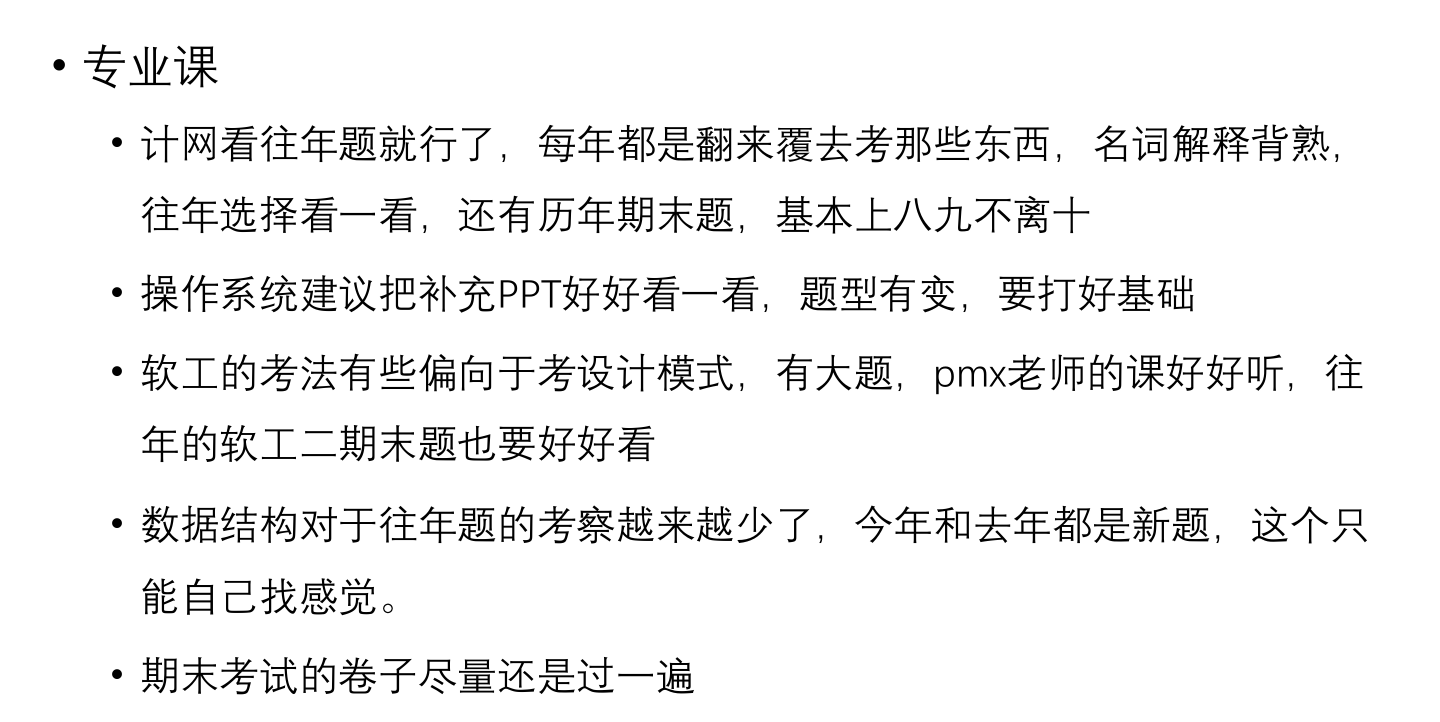 • 专业课
• 计网看往年题就行了，每年都是翻来覆去考那些东西，名词解释背熟，
往年选择看一看，还有历年期末题，基本上八九不离十
• 操作系统建议把补充PPT好好看一看，题型有变，要打好基础
• 软工的考法有些偏向于考设计模式，有大题，pmx老师的课好好听，往
年的软工二期末题也要好好看
• 数据结构对于往年题的考察越来越少了，今年和去年都是新题，这个只
能自己找感觉。
• 期末考试的卷子尽量还是过一遍